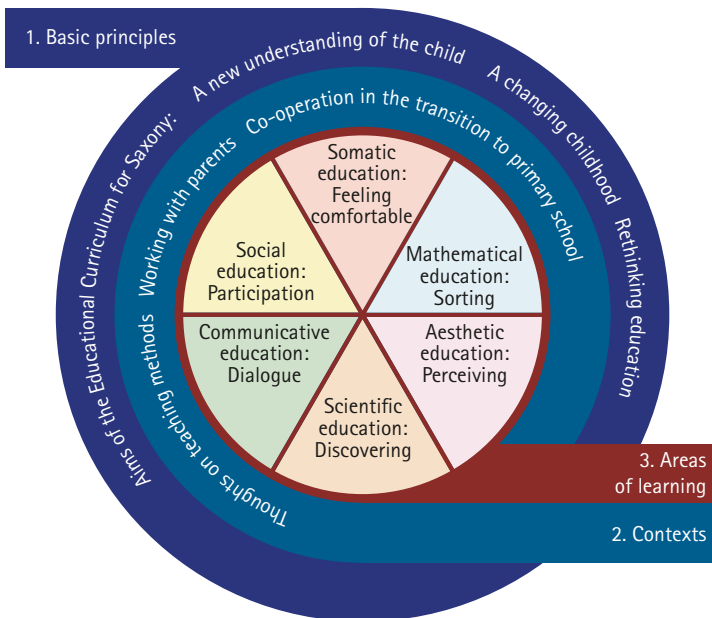 1. Basic principles
Aims of the Educational Curriculum for Saxony: A new understanding of the child A changing childhood Rethinking education
Thoughts on teaching methods Working with parents Co-operation in the transition to primary school
Somatic
education:
Feeling
comfortable
Mathematical
education:
Sorting
Aesthetic
education:
Perceiving
Scientific
education:
Discovering
Communicative
education:
Dialogue
Social
education:
Participation
3. Areas
of learning
2. Contexts